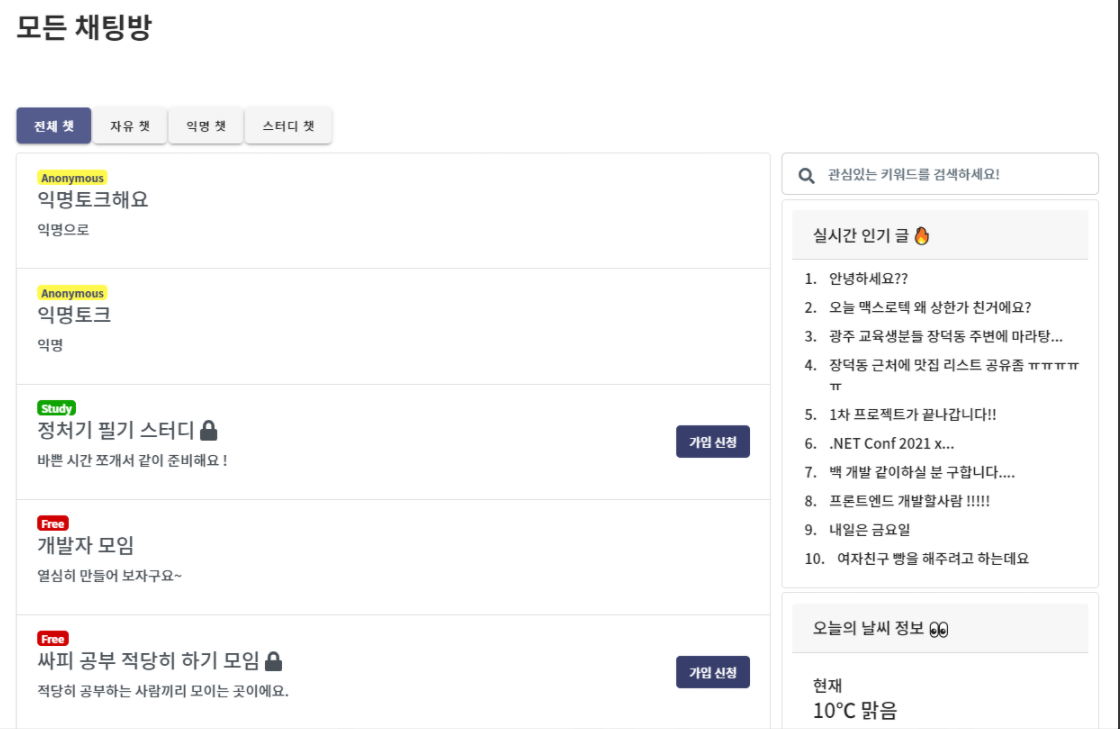 모든 채팅방
전체 챗
자유 챗
익명 챗
스터디 챗
Anonymous
익명토크해요
익명으로
Anonymous
익명토크
익명
Study
정처기 필기 스터디
바쁜 시간 쪼개서 같이 준비해요 !
가입 신청
Free
개발자 모임
열심히 만들어 보자구요~
Free
싸피 공부 적당히 하기 모임
적당히 공부하는 사람끼리 모이는 곳이에요.
가입 신청
관심있는 키워드를 검색하세요!
실시간 인기 글🔥
1. 안녕하세요??
2. 오늘 맥스로텍 왜 상한가 친거에요?
3. 광주 교육생분들 장덕동 주변에 마라탕...
4. 장덕동 근처에 맛집 리스트 공유좀 ㅠㅠㅠㅠ
ㅠ
5. 1차 프로젝트가 끝나갑니다!!
6. .NET Conf 2021 x...
7. 백 개발 같이하실 분 구합니다....
8. 프론트엔드 개발할사람 !!!!!
9. 내일은 금요일
10. 여자친구 빵을 해주려고 하는데요
오늘의 날씨 정보 👀
현재
10℃ 맑음